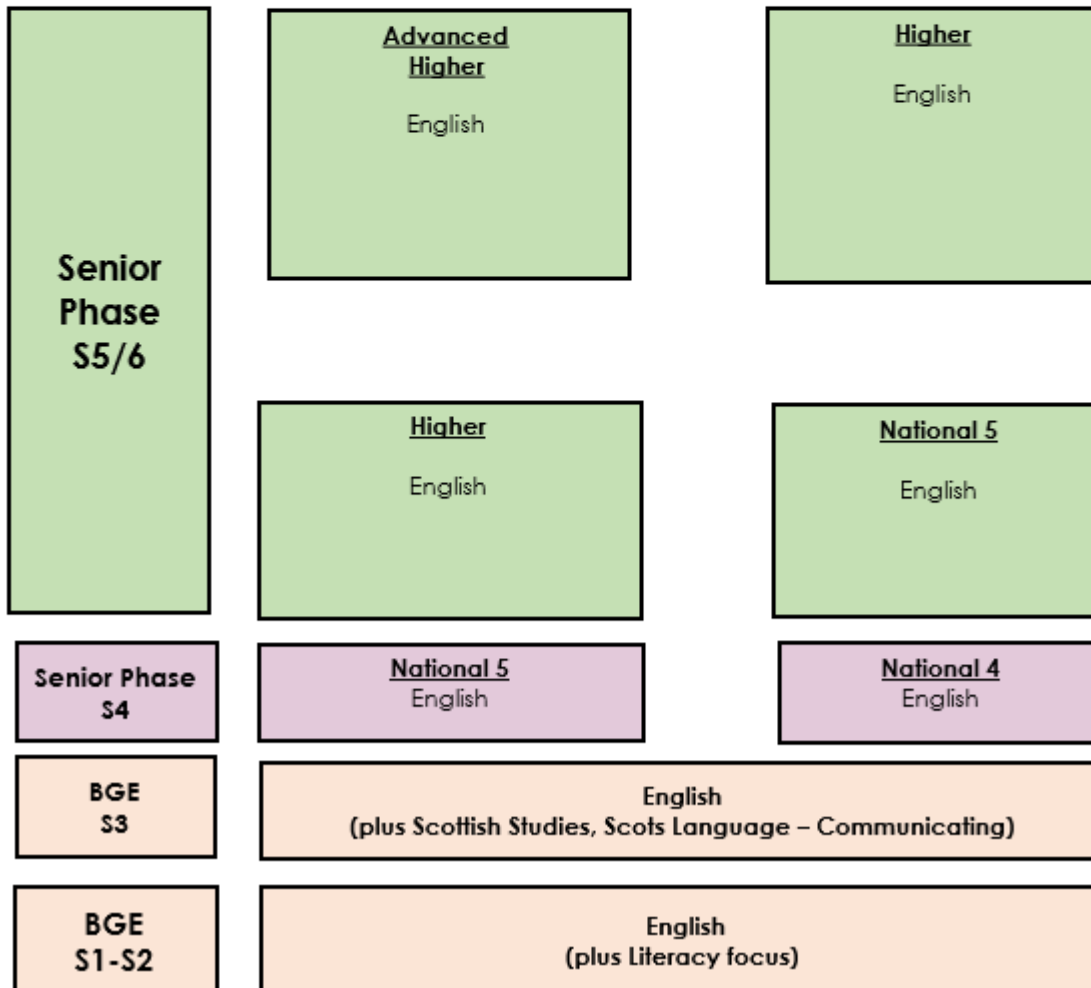 Advanced
Higher
English
Higher
English
Senior
Phase
S5/6
Higher
English
National 5
English
Senior Phase
S4
National 5
English
National 4
English
BGE
S3
English
(plus Scottish Studies, Scots Language – Communicating)
BGE
S1-S2
English
(plus Literacy focus)